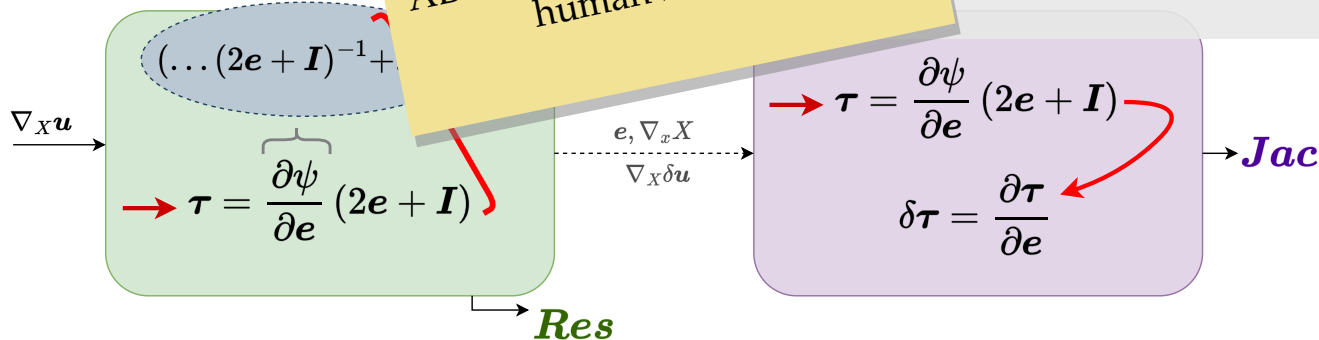 human
(…(2e + I)⁻¹+
∇_X u
τ = ∂ψ/∂e (2e + I)
Res
e, ∇_x X
∇_X δu
τ = ∂ψ/∂e (2e + I)
δτ = ∂τ/∂e
Jac